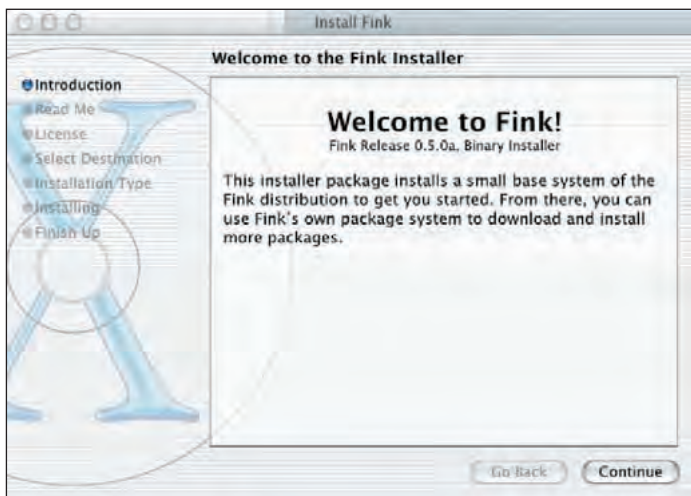 Install Fink
Welcome to the Fink Installer
Introduction
Read Me
License
Select Destination
Installation Type
Installing
Finish Up
Welcome to Fink!
Fink Release 0.5.0a, Binary Installer
This installer package installs a small base system of the
Fink distribution to get you started. From there, you can
use Fink's own package system to download and install
more packages.
Go Back
Continue